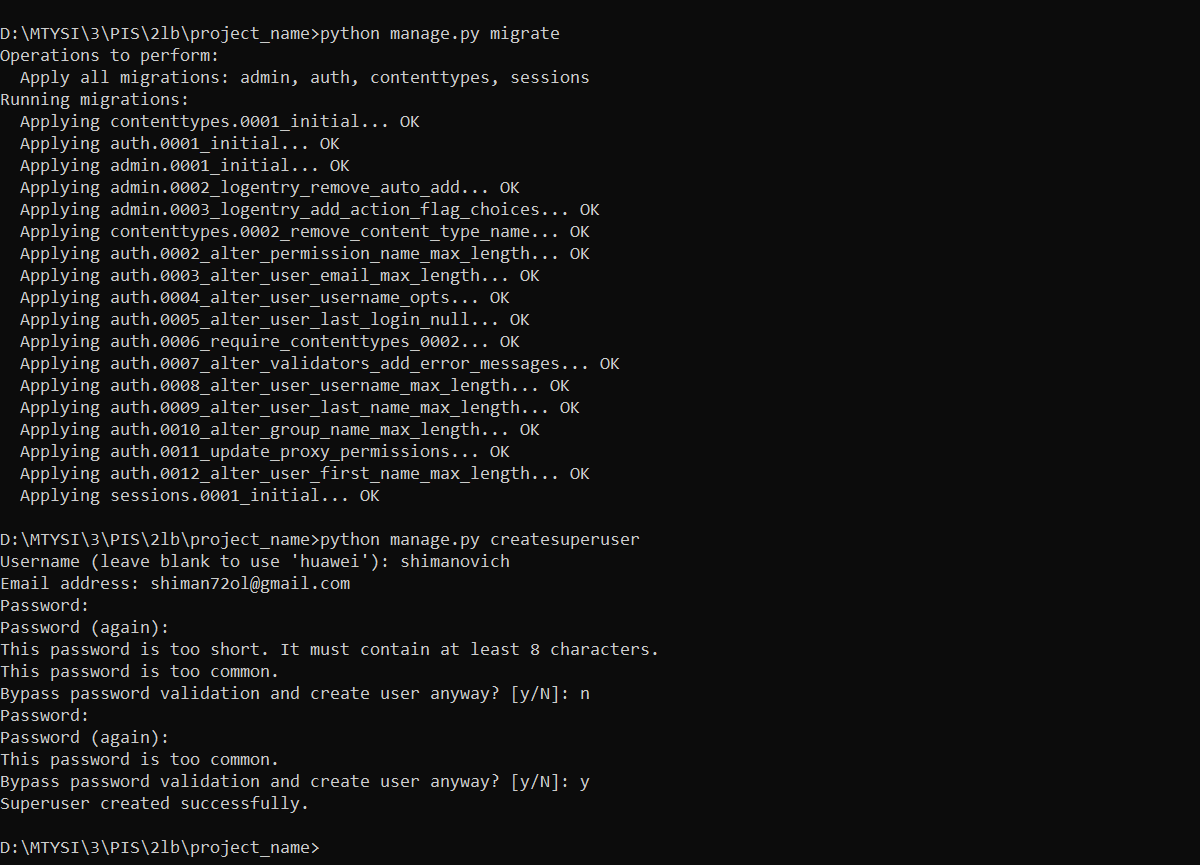 D:\MTYSI\3\PIS\2lb\project_name>python manage.py migrate
Operations to perform:
  Apply all migrations: admin, auth, contenttypes, sessions
Running migrations:
  Applying contenttypes.0001_initial... OK
  Applying auth.0001_initial... OK
  Applying admin.0001_initial... OK
  Applying admin.0002_logentry_remove_auto_add... OK
  Applying admin.0003_logentry_add_action_flag_choices... OK
  Applying contenttypes.0002_remove_content_type_name... OK
  Applying auth.0002_alter_permission_name_max_length... OK
  Applying auth.0003_alter_user_email_max_length... OK
  Applying auth.0004_alter_user_username_opts... OK
  Applying auth.0005_alter_user_last_login_null... OK
  Applying auth.0006_require_contenttypes_0002... OK
  Applying auth.0007_alter_validators_add_error_messages... OK
  Applying auth.0008_alter_user_username_max_length... OK
  Applying auth.0009_alter_user_last_name_max_length... OK
  Applying auth.0010_alter_group_name_max_length... OK
  Applying auth.0011_update_proxy_permissions... OK
  Applying auth.0012_alter_user_first_name_max_length... OK
  Applying sessions.0001_initial... OK
D:\MTYSI\3\PIS\2lb\project_name>python manage.py createsuperuser
Username (leave blank to use 'huawei'): shimanovich
Email address: shiman72ol@gmail.com
Password:
Password (again):
This password is too short. It must contain at least 8 characters.
This password is too common.
Bypass password validation and create user anyway? [y/N]: n
Password:
Password (again):
This password is too common.
Bypass password validation and create user anyway? [y/N]: y
Superuser created successfully.
D:\MTYSI\3\PIS\2lb\project_name>